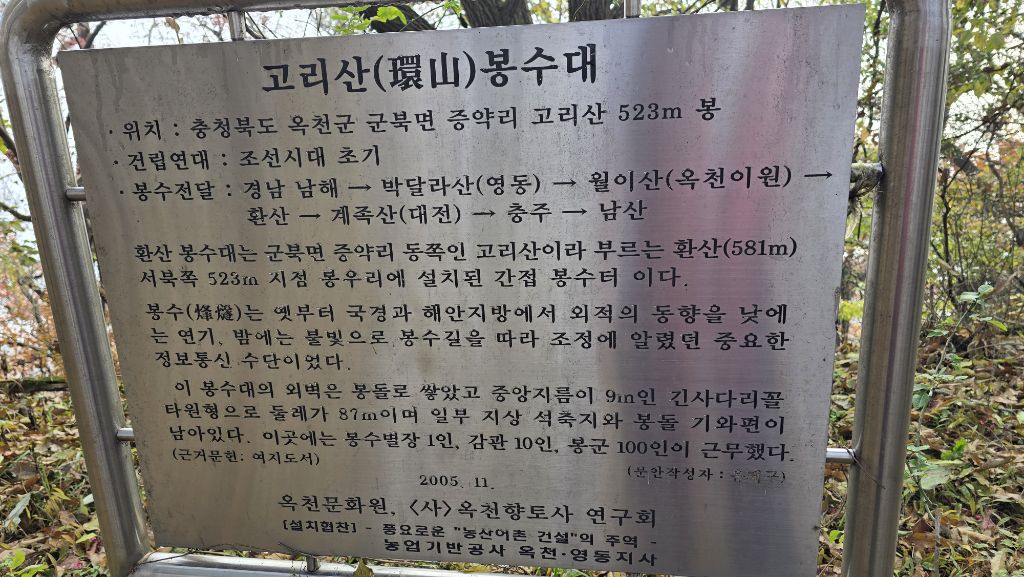 고리산(環山)봉수대
· 위치 : 충청북도 옥천군 군북면 증약리 고리산 523m 봉
· 건립연대 : 조선시대 초기
· 봉수전달 : 경남 남해 → 박달라산(영동) → 월이산(옥천이원) →
환산 → 계족산(대전) → 충주 → 남산
환산 봉수대는 군북면 증약리 동쪽인 고리산이라 부르는 환산(581m)
서북쪽 523m 지점 봉우리에 설치된 간접 봉수터 이다.
봉수(烽燧)는 옛부터 국경과 해안지방에서 외적의 동향을 낮에
는 연기, 밤에는 불빛으로 봉수길을 따라 조정에 알렸던 중요한
정보통신 수단이었다.
이 봉수대의 외벽은 봉돌로 쌓았고 중앙지름이 9m인 긴사다리꼴
타원형으로 둘레가 87m이며 일부 지상 석축지와 봉돌 기와편이
남아있다. 이곳에는 봉수별장 1인, 감관 10인, 봉군 100인이 근무했다.
(근거문헌: 여지도서)
(문안작성자 :
2005. 11.
옥천문화원, 〈사〉옥천향토사 연구회
[설치협찬] - 풍요로운 "농산어촌 건설"의 주역 -
농업기반공사 옥천·영동지사